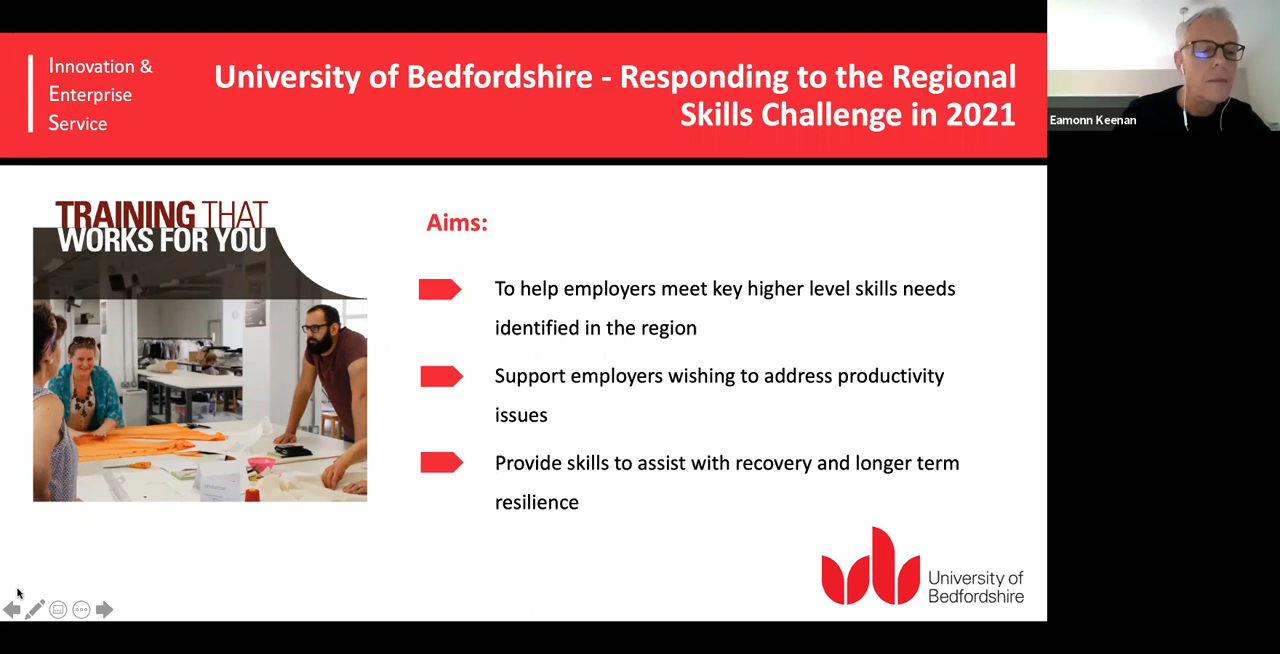 Innovation &
Enterprise
Service
University of Bedfordshire - Responding to the Regional
Skills Challenge in 2021
Eamonn Keenan
TRAINING THAT
WORKS FOR YOU
Aims:
To help employers meet key higher level skills needs
identified in the region
Support employers wishing to address productivity
issues
Provide skills to assist with recovery and longer term
resilience
University of
Bedfordshire